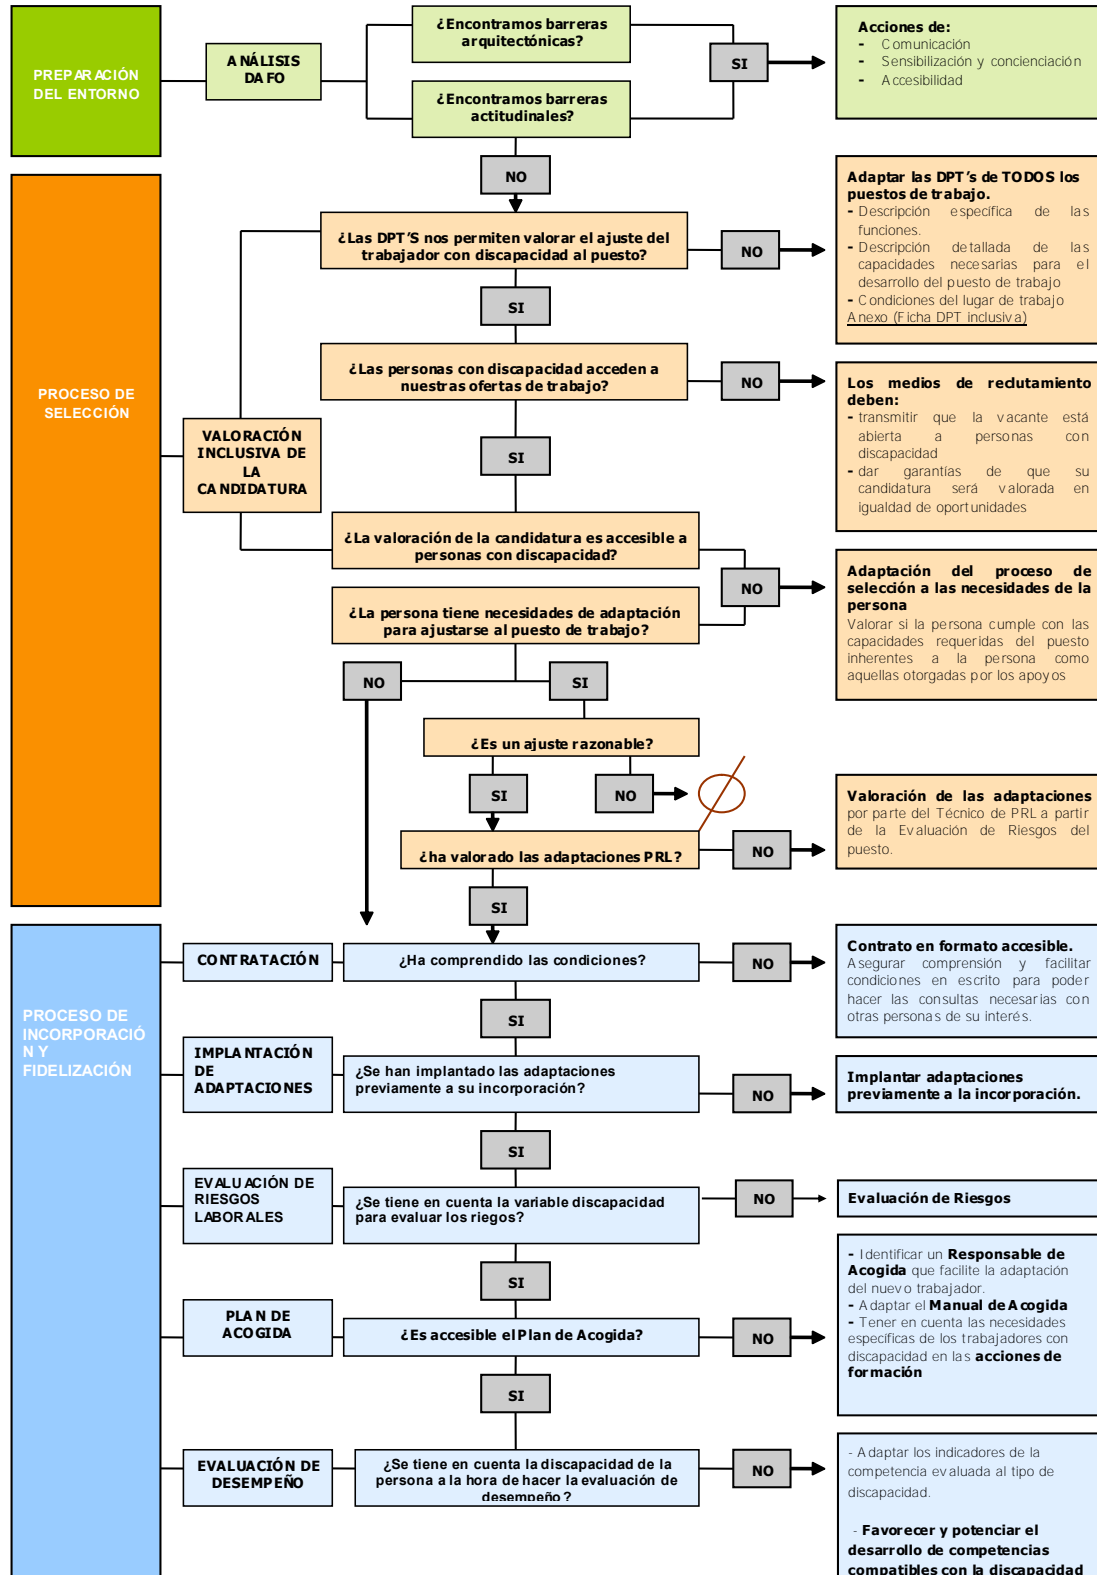 PREPARACIÓN
DEL ENTORNO
ANÁLISIS
DAFO
¿Encontramos barreras
arquitectónicas?
¿Encontramos barreras
actitudinales?
SI
Acciones de:
- Comunicación
- Sensibilización y concienciación
- Accesibilidad
NO
PROCESO DE
SELECCIÓN
VALORACIÓN
INCLUSIVA DE
LA
CANDIDATURA
¿Las DPT'S nos permiten valorar el ajuste del
trabajador con discapacidad al puesto?
NO
Adaptar las DPT's de TODOS los
puestos de trabajo.
- Descripción específica de las
funciones.
- Descripción detallada de las
capacidades necesarias para el
desarrollo del puesto de trabajo
- Condiciones del lugar de trabajo
Anexo (Ficha DPT inclusiva)
SI
¿Las personas con discapacidad acceden a
nuestras ofertas de trabajo?
NO
Los medios de reclutamiento
deben:
- transmitir que la vacante está
abierta a personas con
discapacidad
- dar garantías de que su
candidatura será valorada en
igualdad de oportunidades
SI
¿La valoración de la candidatura es accesible a
personas con discapacidad?
¿La persona tiene necesidades de adaptación
para ajustarse al puesto de trabajo?
NO
Adaptación del proceso de
selección a las necesidades de la
persona
Valorar si la persona cumple con las
capacidades requeridas del puesto
inherentes a la persona como
aquellas otorgadas por los apoyos
NO
SI
¿Es un ajuste razonable?
SI
NO
¿ha valorado las adaptaciones PRL?
NO
Valoración de las adaptaciones
por parte del Técnico de PRL a partir
de la Evaluación de Riesgos del
puesto.
SI
PROCESO DE
INCORPORACIÓ
N Y
FIDELIZACIÓN
CONTRATACIÓN
¿Ha comprendido las condiciones?
NO
Contrato en formato accesible.
Asegurar comprensión y facilitar
condiciones en escrito para poder
hacer las consultas necesarias con
otras personas de su interés.
SI
IMPLANTACIÓN
DE
ADAPTACIONES
¿Se han implantado las adaptaciones
previamente a su incorporación?
NO
Implantar adaptaciones
previamente a la incorporación.
SI
EVALUACIÓN DE
RIESGOS
LABORALES
¿Se tiene en cuenta la variable discapacidad
para evaluar los riegos?
NO
Evaluación de Riesgos
SI
PLAN DE
ACOGIDA
¿Es accesible el Plan de Acogida?
NO
- Identificar un Responsable de
Acogida que facilite la adaptación
del nuevo trabajador.
- Adaptar el Manual de Acogida
- Tener en cuenta las necesidades
específicas de los trabajadores con
discapacidad en las acciones de
formación
SI
EVALUACIÓN DE
DESEMPEÑO
¿Se tiene en cuenta la discapacidad de la
persona a la hora de hacer la evaluación de
desempeño?
NO
- Adaptar los indicadores de la
competencia evaluada al tipo de
discapacidad.
- Favorecer y potenciar el
desarrollo de competencias
compatibles con la discapacidad